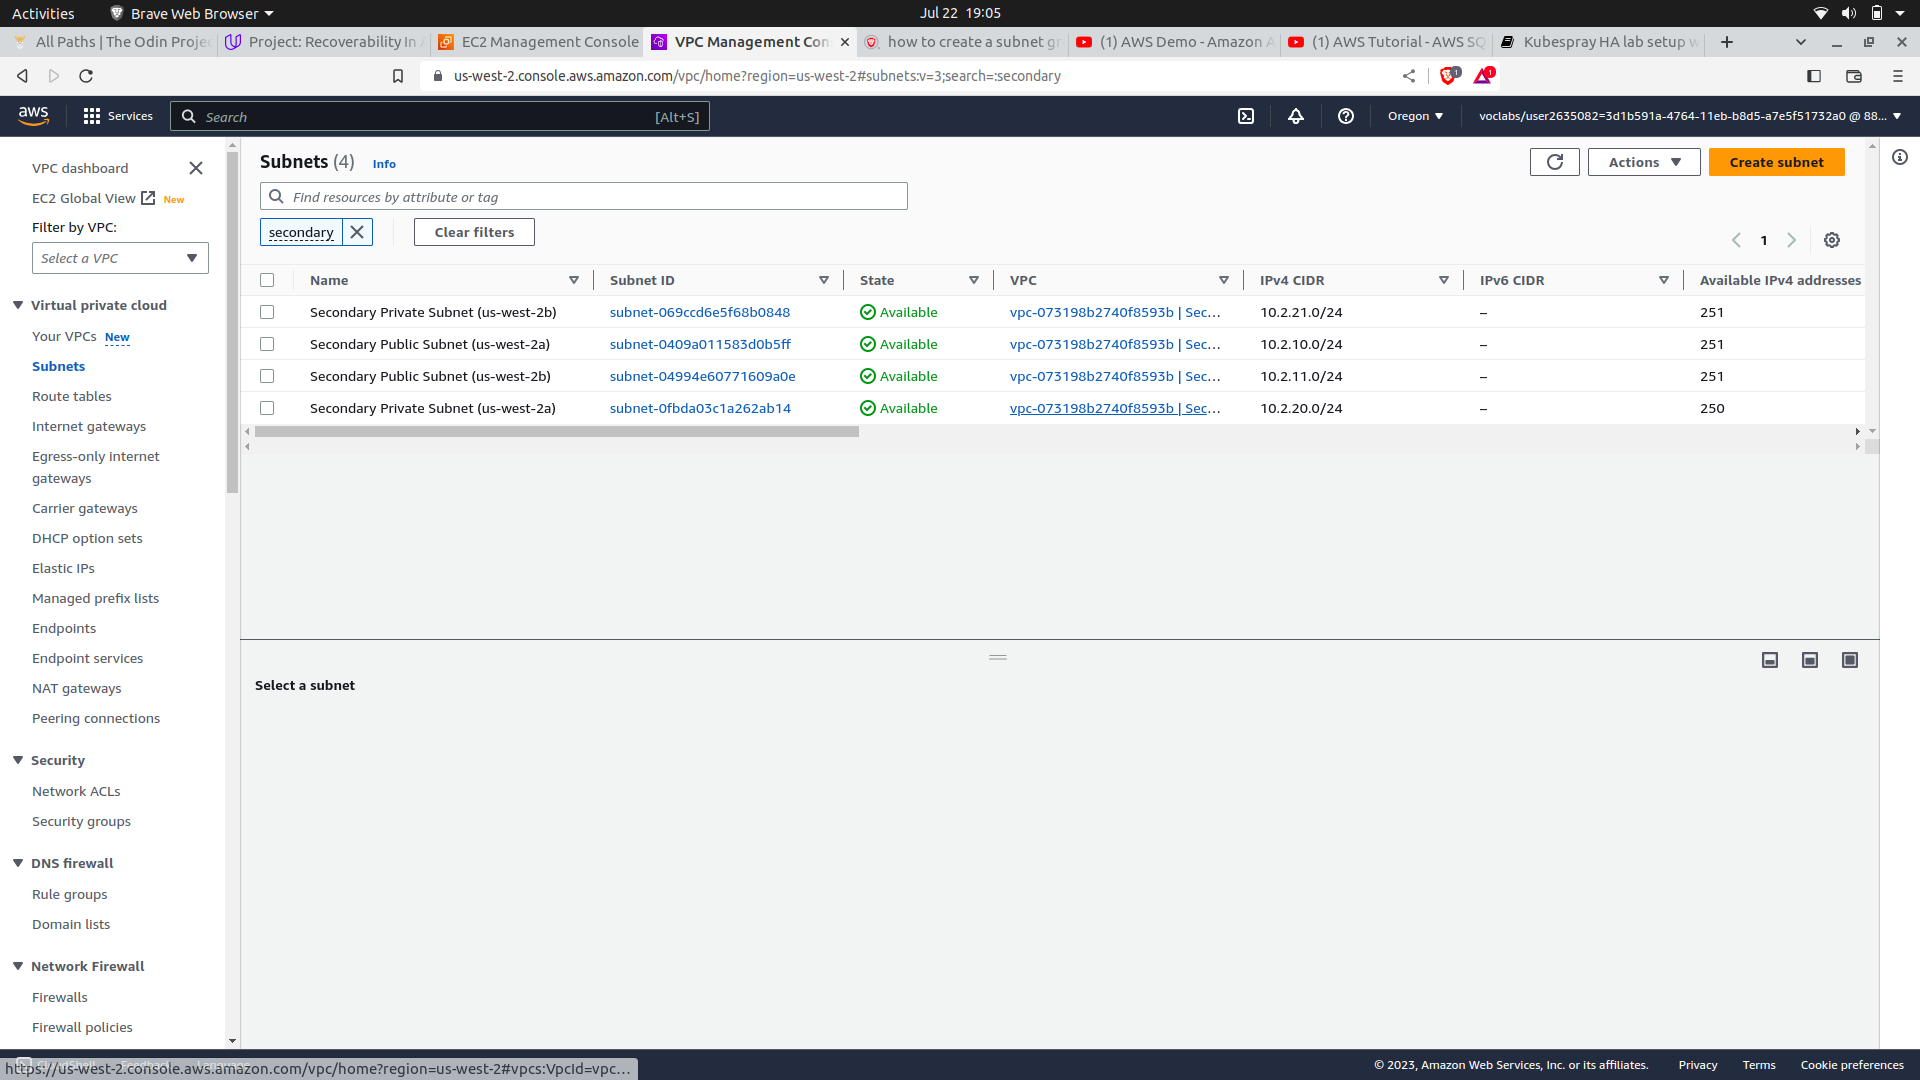 Activities
Brave Web Browser
Jul 22 19:05
All Paths | The Odin Projec
Project: Recoverability In A
EC2 Management Console
VPC Management Con
how to create a subnet gr
(1) AWS Demo - Amazon A
(1) AWS Tutorial - AWS SQ
Kubespray HA lab setup w
us-west-2.console.aws.amazon.com/vpc/home?region=us-west-2#subnets:v=3;search=:secondary
1
1
aws
Services
Search
[Alt+S]
Oregon
voclabs/user2635082=3d1b591a-4764-11eb-b8d5-a7e5f51732a0 @ 88...
VPC dashboard
EC2 Global View
New
Filter by VPC:
Select a VPC
Virtual private cloud
Your VPCs New
Subnets
Route tables
Internet gateways
Egress-only internet
gateways
Carrier gateways
DHCP option sets
Elastic IPs
Managed prefix lists
Endpoints
Endpoint services
NAT gateways
Peering connections
Security
Network ACLs
Security groups
DNS firewall
Rule groups
Domain lists
Network Firewall
Firewalls
Firewall policies
Subnets (4) Info
Actions
Create subnet
Find resources by attribute or tag
secondary
Clear filters
1
Name Subnet ID State VPC IPv4 CIDR IPv6 CIDR Available IPv4 addresses
Secondary Private Subnet (us-west-2b) subnet-069ccd6e5f68b0848 Available vpc-073198b2740f8593b | Sec... 10.2.21.0/24 – 251
Secondary Public Subnet (us-west-2a) subnet-0409a011583d0b5ff Available vpc-073198b2740f8593b | Sec... 10.2.10.0/24 – 251
Secondary Public Subnet (us-west-2b) subnet-04994e60771609a0e Available vpc-073198b2740f8593b | Sec... 10.2.11.0/24 – 251
Secondary Private Subnet (us-west-2a) subnet-0fbda03c1a262ab14 Available vpc-073198b2740f8593b | Sec... 10.2.20.0/24 – 250
Select a subnet
CloudShell Feedback Language
https://us-west-2.console.aws.amazon.com/vpc/home?region=us-west-2#vpcs:VpcId=vpc...
© 2023, Amazon Web Services, Inc. or its affiliates.
Privacy
Terms
Cookie preferences